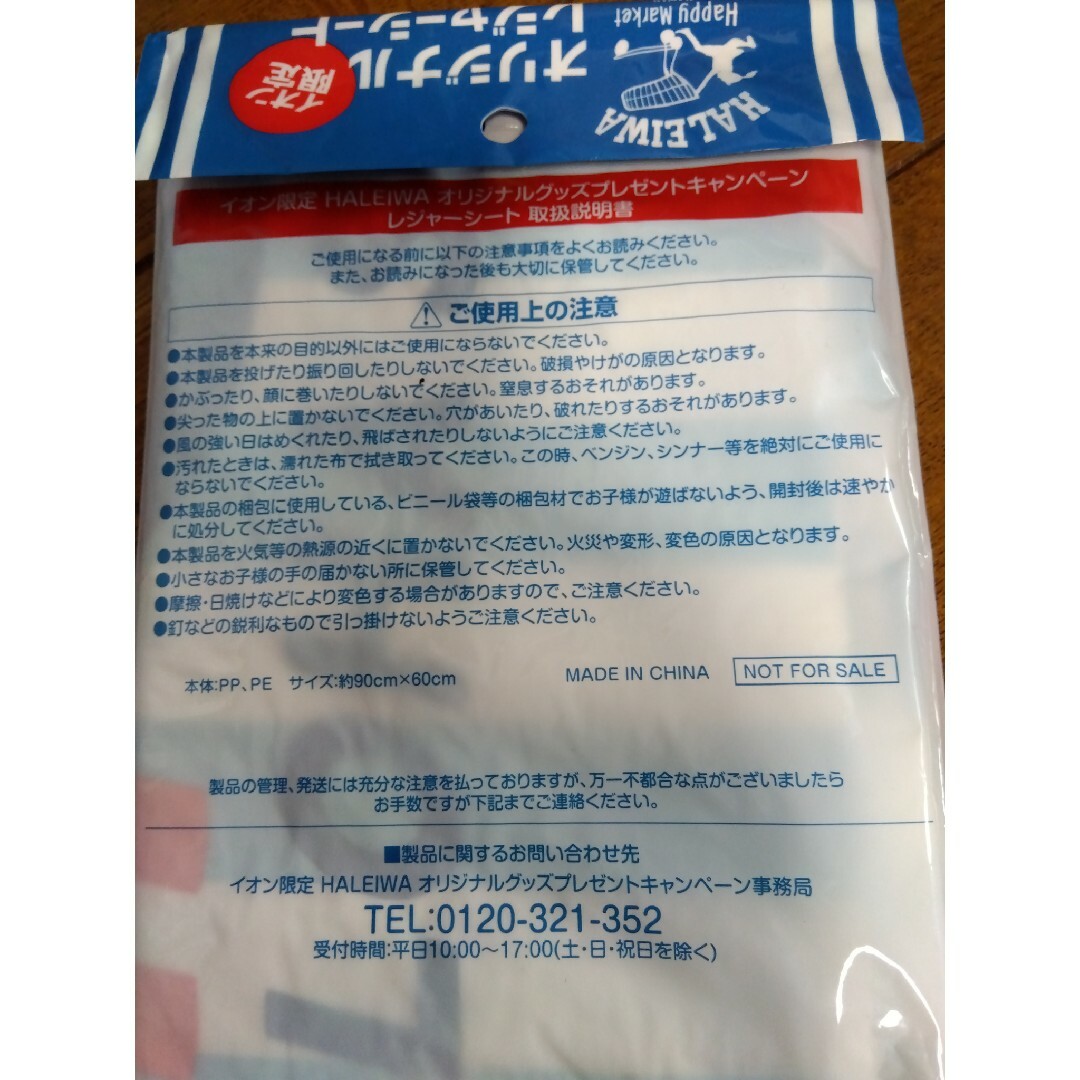 Happy Market
HALEIWA
オリジナル
レジャーシート
イオン
限定
イオン限定 HALEIWA オリジナルグッズプレゼントキャンペーン
レジャーシート 取扱説明書
ご使用になる前に以下の注意事項をよくお読みください。
また、お読みになった後も大切に保管してください。
ご使用上の注意
●本製品を本来の目的以外にはご使用にならないでください。
●本製品を投げたり振り回したりしないでください。破損やけがの原因となります。
●かぶったり、顔に巻いたりしないでください。窒息するおそれがあります。
●尖った物の上に置かないでください。穴があいたり、破れたりするおそれがあります。
●風の強い日はめくれたり、飛ばされたりしないようにご注意ください。
●汚れたときは、濡れた布で拭き取ってください。この時、ベンジン、シンナー等を絶対にご使用に
ならないでください。
●本製品の梱包に使用している、ビニール袋等の梱包材でお子様が遊ばないよう、開封後は速やか
に処分してください。
●本製品を火気等の熱源の近くに置かないでください。火災や変形、変色の原因となります。
●小さなお子様の手の届かない所に保管してください。
●摩擦・日焼けなどにより変色する場合がありますので、ご注意ください。
●釘などの鋭利なもので引っ掛けないようご注意ください。
本体:PP、PE サイズ:約90cm×60cm
MADE IN CHINA
NOT FOR SALE
製品の管理、発送には充分な注意を払っておりますが、万一不都合な点がございましたら
お手数ですが下記までご連絡ください。
■製品に関するお問い合わせ先
イオン限定 HALEIWA オリジナルグッズプレゼントキャンペーン事務局
TEL:0120-321-352
受付時間:平日10:00～17:00(土・日・祝日を除く)